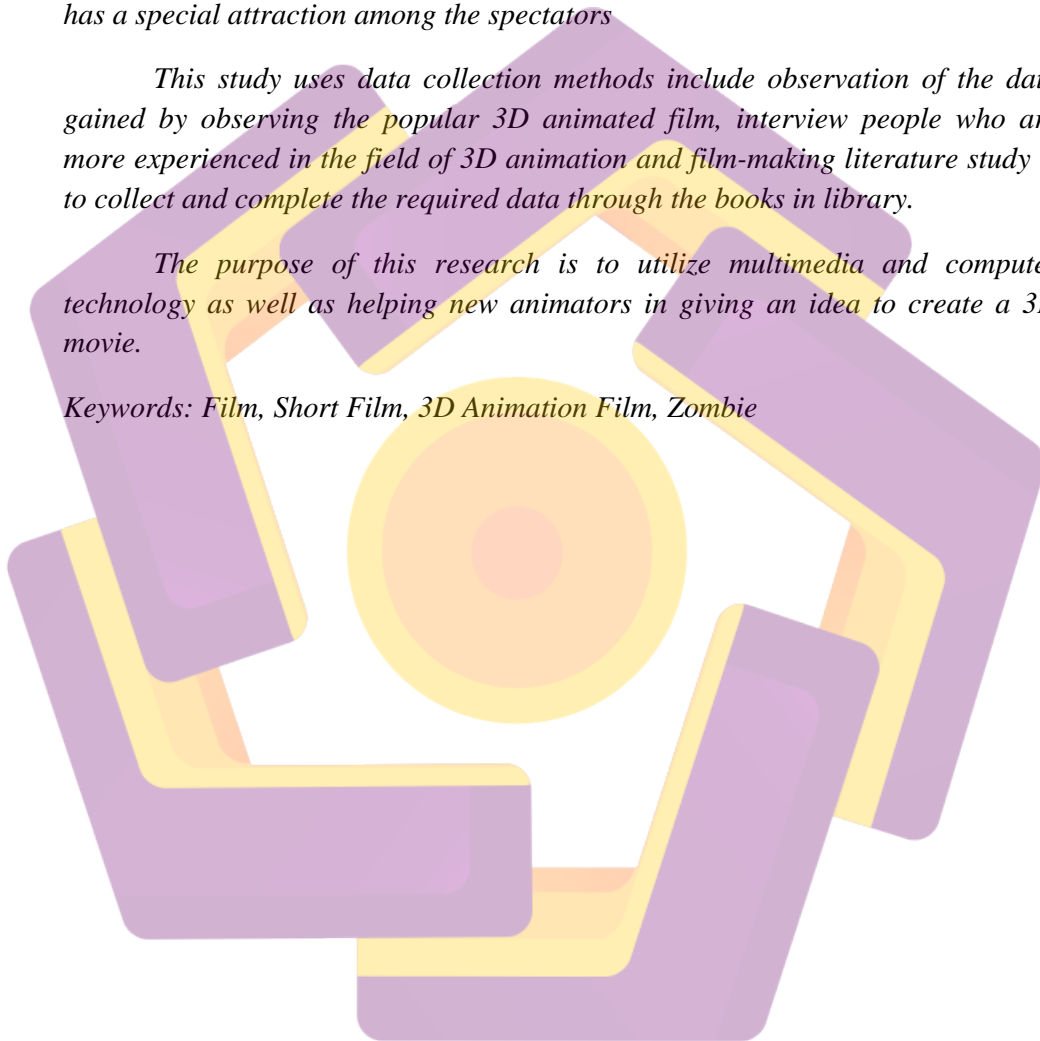 has a special attraction among the spectators
This study uses data collection methods include observation of the dat
gained by observing the popular 3D animated film, interview people who ar
more experienced in the field of 3D animation and film-making literature study
to collect and complete the required data through the books in library.
The purpose of this research is to utilize multimedia and compute
technology as well as helping new animators in giving an idea to create a 3
movie.
Keywords: Film, Short Film, 3D Animation Film, Zombie